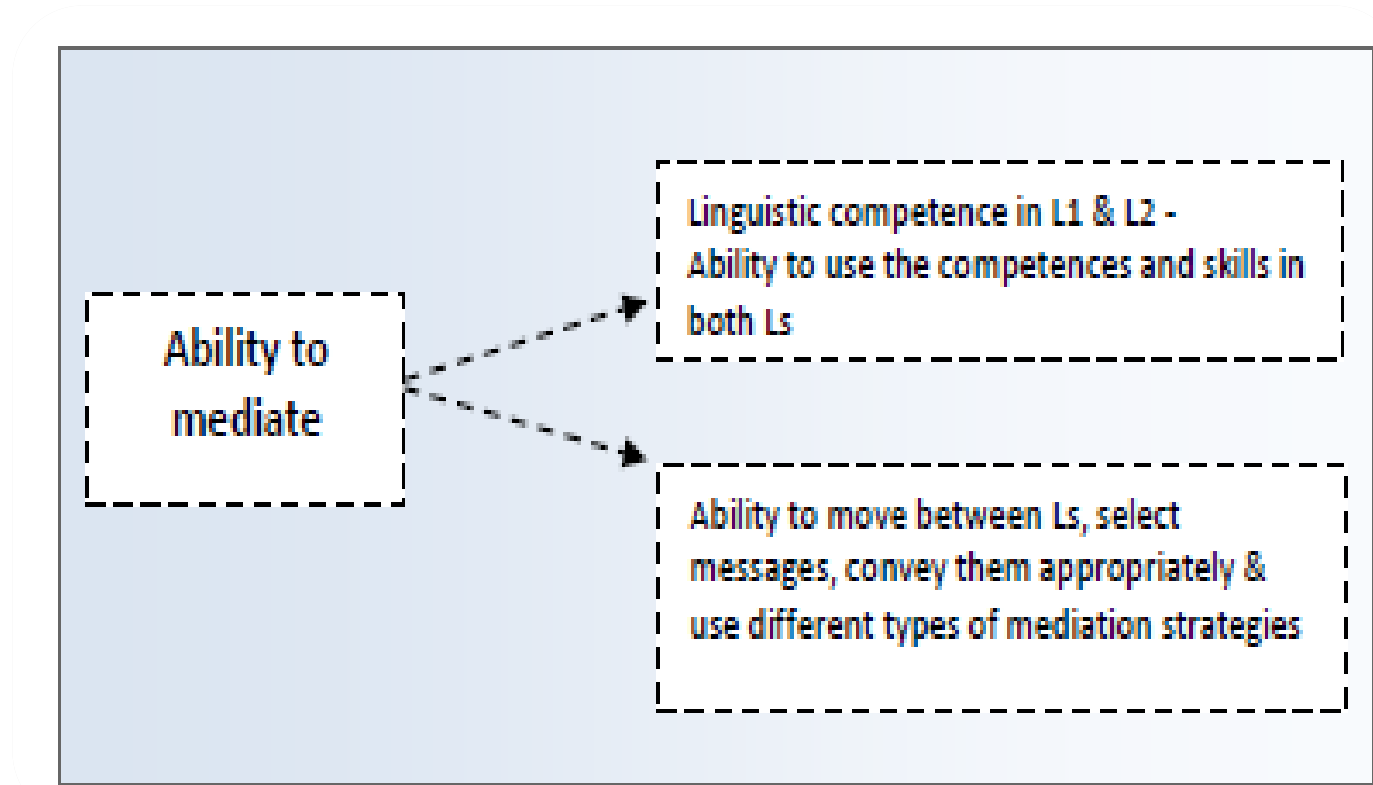 Ability to
mediate
Linguistic competence in L1 & L2 -
Ability to use the competences and skills in
both Ls
Ability to move between Ls, select
messages, convey them appropriately &
use different types of mediation strategies